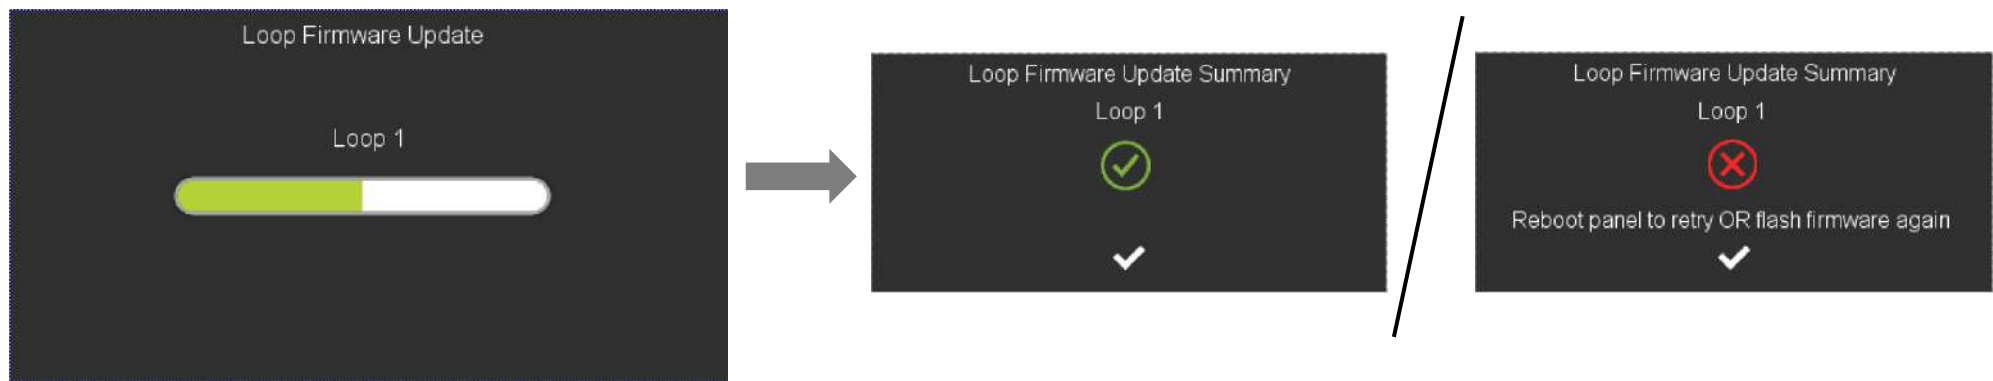 Loop Firmware Update
Loop 1
Loop Firmware Update Summary
Loop 1
Loop Firmware Update Summary
Loop 1
Reboot panel to retry OR flash firmware again